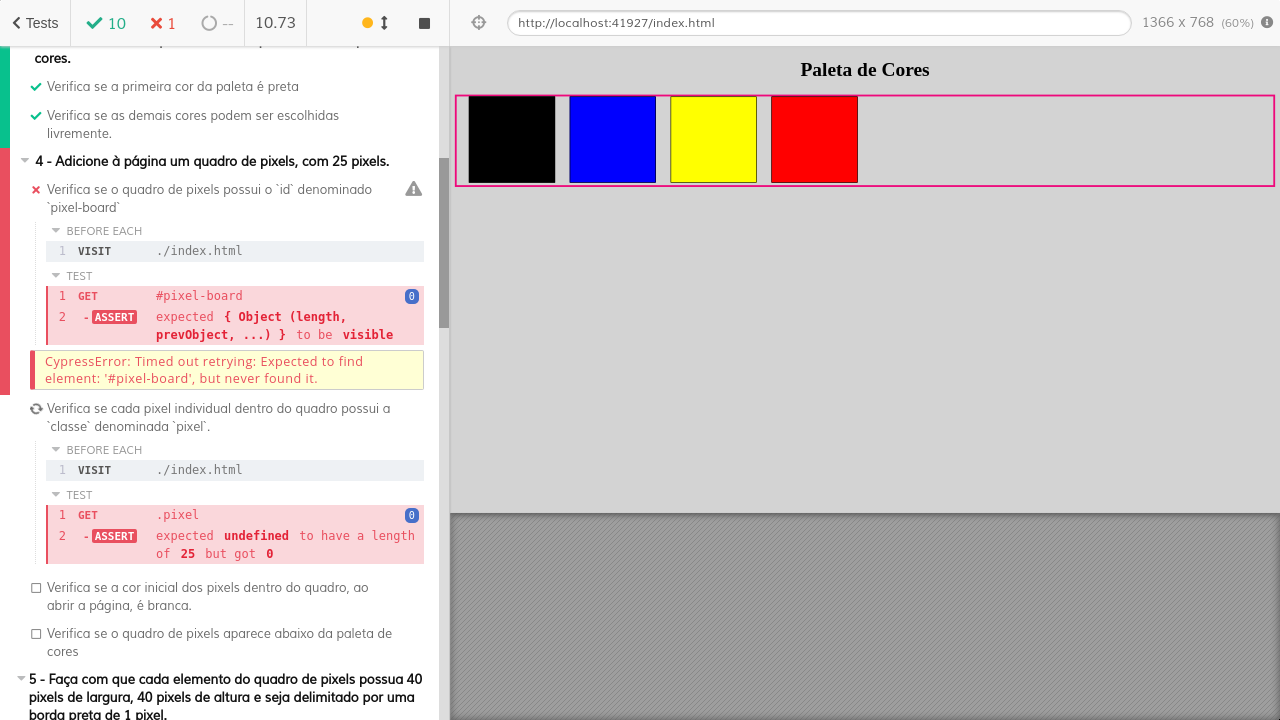 Tests 10 1 -- 10.73
cores.
Verifica se a primeira cor da paleta é preta
Verifica se as demais cores podem ser escolhidas
livremente.
4 - Adicione à página um quadro de pixels, com 25 pixels.
Verifica se o quadro de pixels possui o `id` denominado
`pixel-board`
BEFORE EACH
1 VISIT ./index.html
TEST
1 GET #pixel-board 0
2 -ASSERT expected { Object (length,
prevObject, ...) } to be visible
CypressError: Timed out retrying: Expected to find
element: '#pixel-board', but never found it.
Verifica se cada pixel individual dentro do quadro possui a
`classe` denominada `pixel`.
BEFORE EACH
1 VISIT ./index.html
TEST
1 GET .pixel 0
2 -ASSERT expected undefined to have a length
of 25 but got 0
Verifica se a cor inicial dos pixels dentro do quadro, ao
abrir a página, é branca.
Verifica se o quadro de pixels aparece abaixo da paleta de
cores
5 - Faça com que cada elemento do quadro de pixels possua 40
pixels de largura, 40 pixels de altura e seja delimitado por uma
borda preta de 1 pixel.
http://localhost:41927/index.html 1366 x 768 (60%)
Paleta de Cores